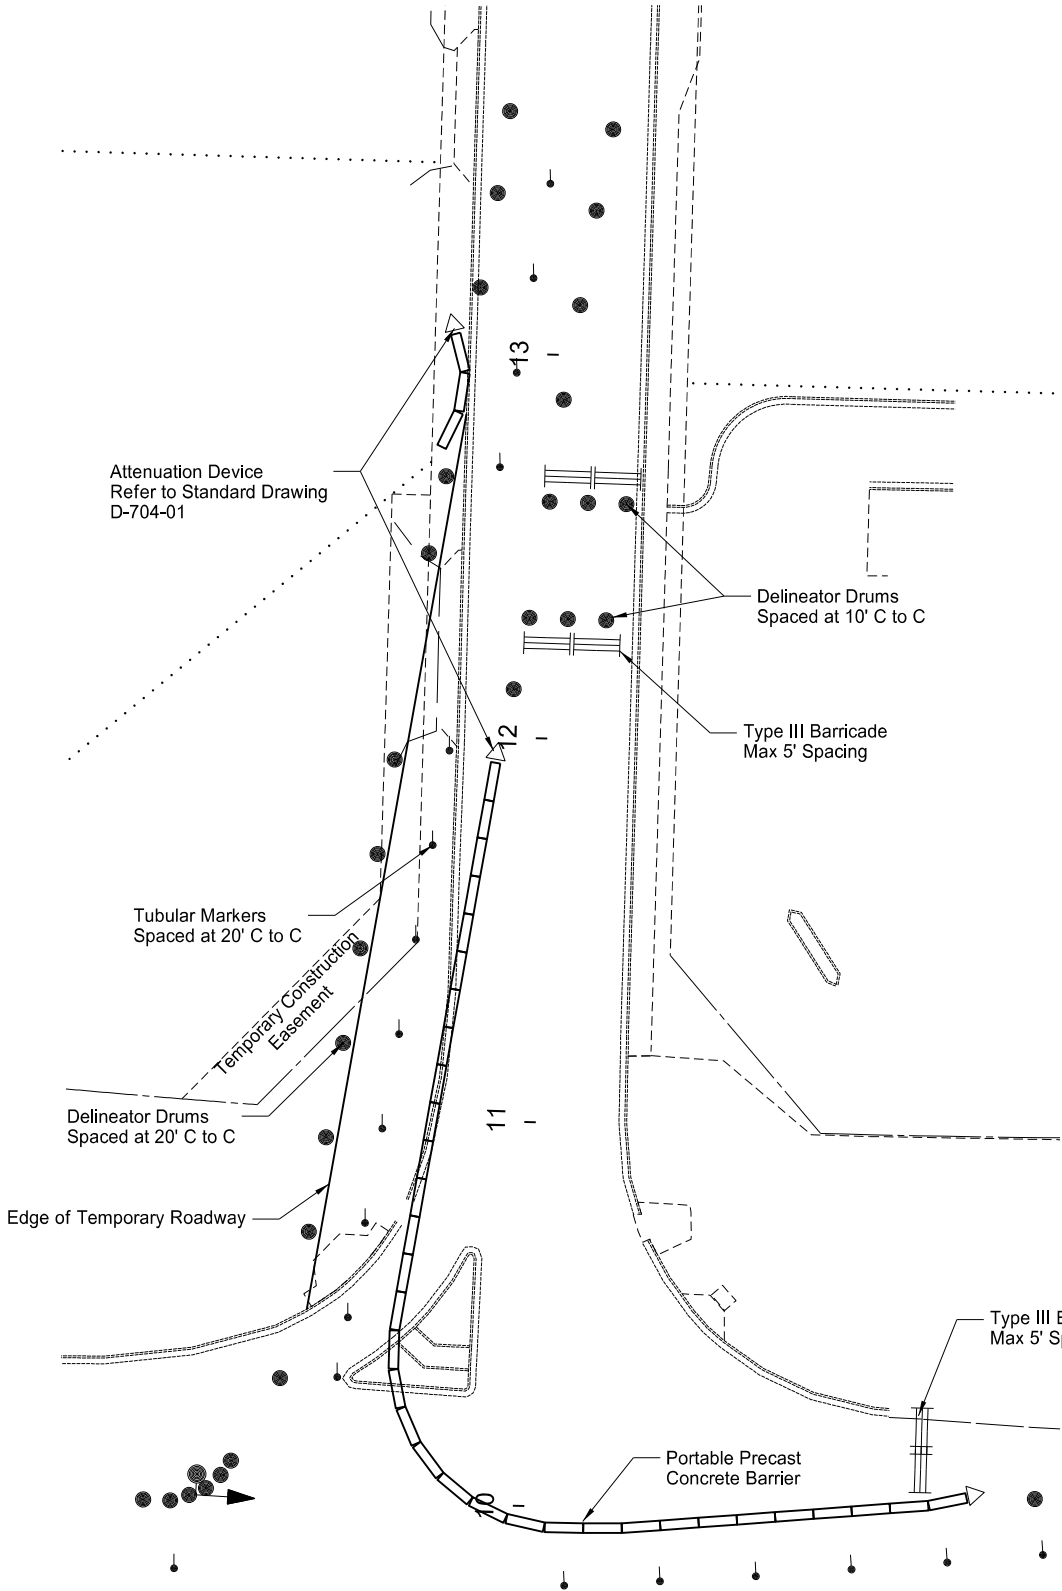 13
Attenuation Device
Refer to Standard Drawing
D-704-01
Delineator Drums
Spaced at 10' C to C
12
Type III Barricade
Max 5' Spacing
Tubular Markers
Spaced at 20' C to C
Temporary Construction
Easement
11
Delineator Drums
Spaced at 20' C to C
Edge of Temporary Roadway
Type III
Max 5'
Portable Precast
Concrete Barrier